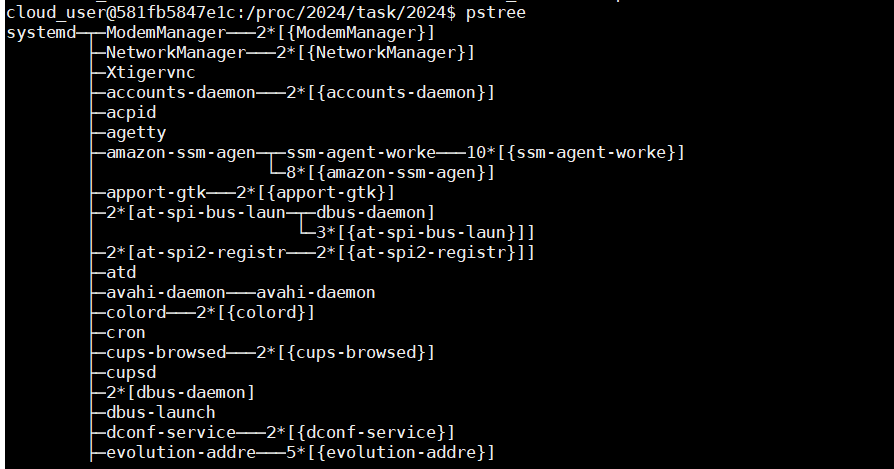 cloud_user@581fb5847e1c:/proc/2024/task/2024$ pstree
systemd─┬─ModemManager───2*[{ModemManager}]
        ├─NetworkManager───2*[{NetworkManager}]
        ├─Xtigervnc
        ├─accounts-daemon───2*[{accounts-daemon}]
        ├─acpid
        ├─agetty
        ├─amazon-ssm-agen─┬─ssm-agent-worke───10*[{ssm-agent-worke}]
        │                 └─8*[{amazon-ssm-agen}]
        ├─apport-gtk───2*[{apport-gtk}]
        ├─2*[at-spi-bus-laun─┬─dbus-daemon]
        │                    └─3*[{at-spi-bus-laun}]]
        ├─2*[at-spi2-registr───2*[{at-spi2-registr}]]
        ├─atd
        ├─avahi-daemon───avahi-daemon
        ├─colord───2*[{colord}]
        ├─cron
        ├─cups-browsed───2*[{cups-browsed}]
        ├─cupsd
        ├─2*[dbus-daemon]
        ├─dbus-launch
        ├─dconf-service───2*[{dconf-service}]
        ├─evolution-addre───5*[{evolution-addre}]